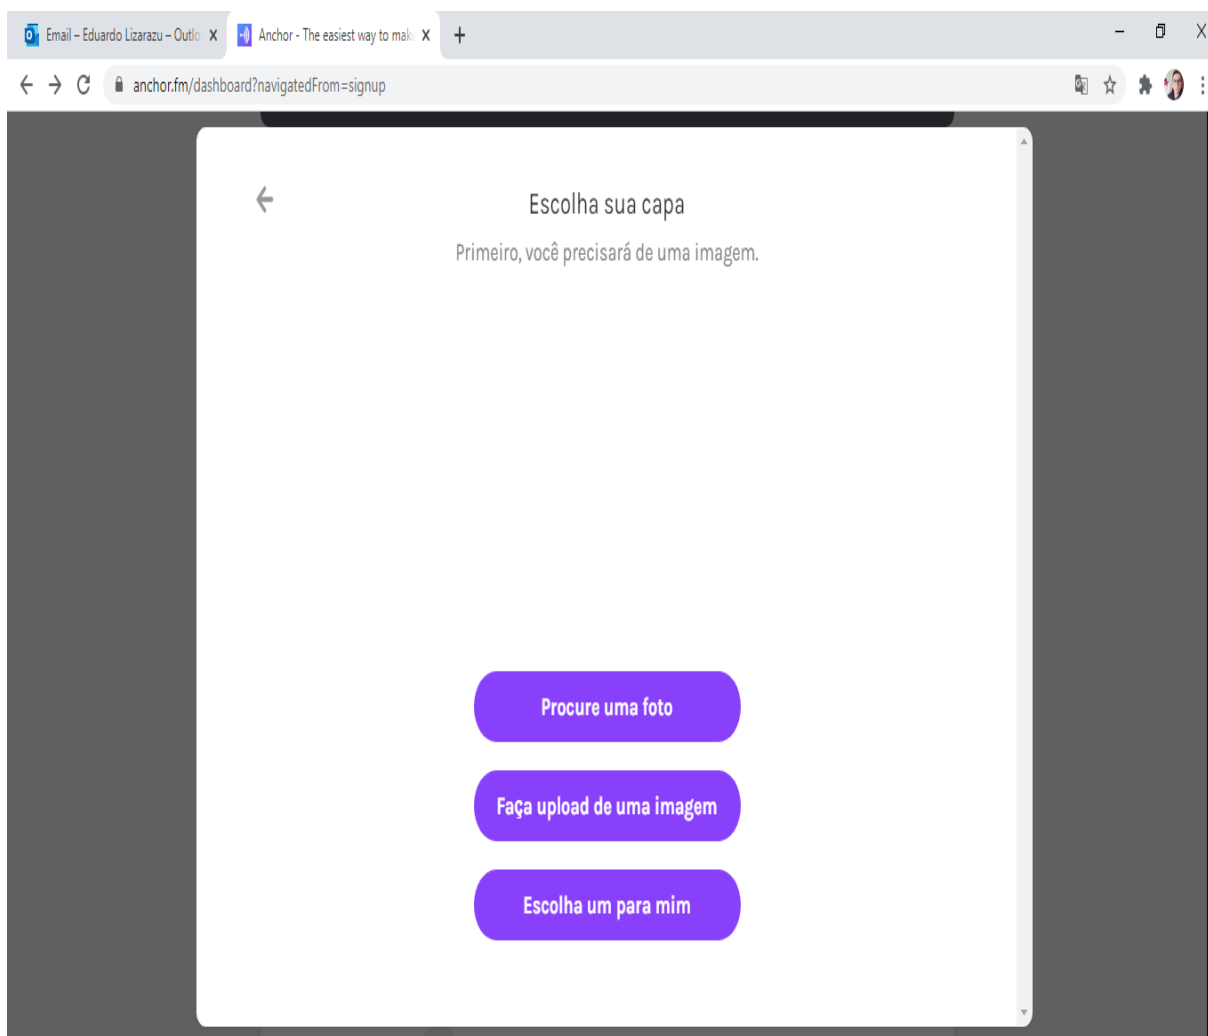 Email – Eduardo Lizarazu – Outlo
Anchor - The easiest way to mak
anchor.fm/dashboard?navigatedFrom=signup
Escolha sua capa
Primeiro, você precisará de uma imagem.
Procure uma foto
Faça upload de uma imagem
Escolha um para mim